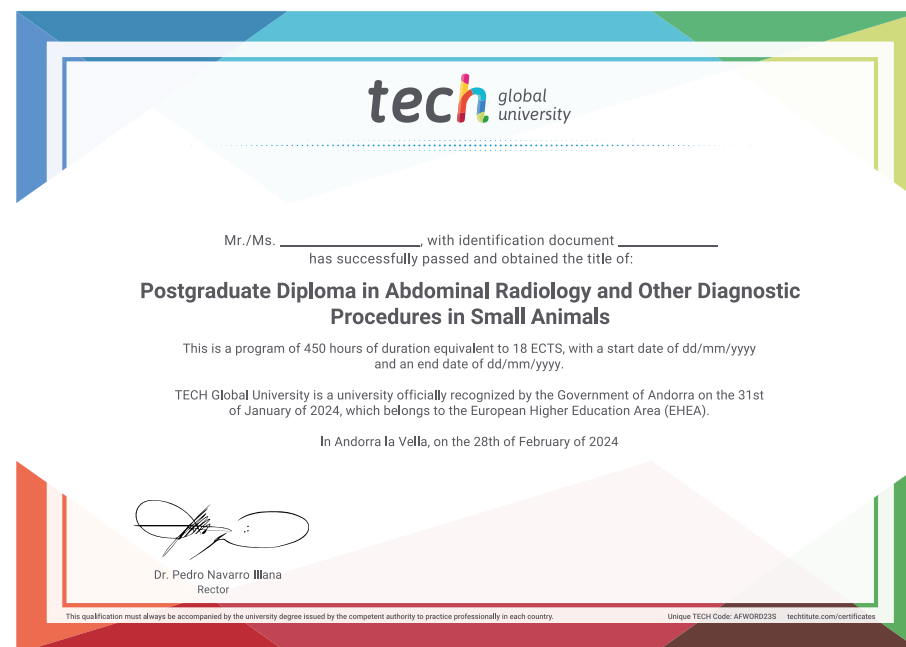 tech global university
Mr./Ms. ____________, with identification document ____________
has successfully passed and obtained the title of:
Postgraduate Diploma in Abdominal Radiology and Other Diagnostic
Procedures in Small Animals
This is a program of 450 hours of duration equivalent to 18 ECTS, with a start date of dd/mm/yyyy
and an end date of dd/mm/yyyy.
TECH Global University is a university officially recognized by the Government of Andorra on the 31st
of January of 2024, which belongs to the European Higher Education Area (EHEA).
In Andorra la Vella, on the 28th of February of 2024
Dr. Pedro Navarro Illana
Rector
This qualification must always be accompanied by the university degree issued by the competent authority to practice professionally in each country.
Unique TECH Code: AFWORD23S techtitute.com/certificates